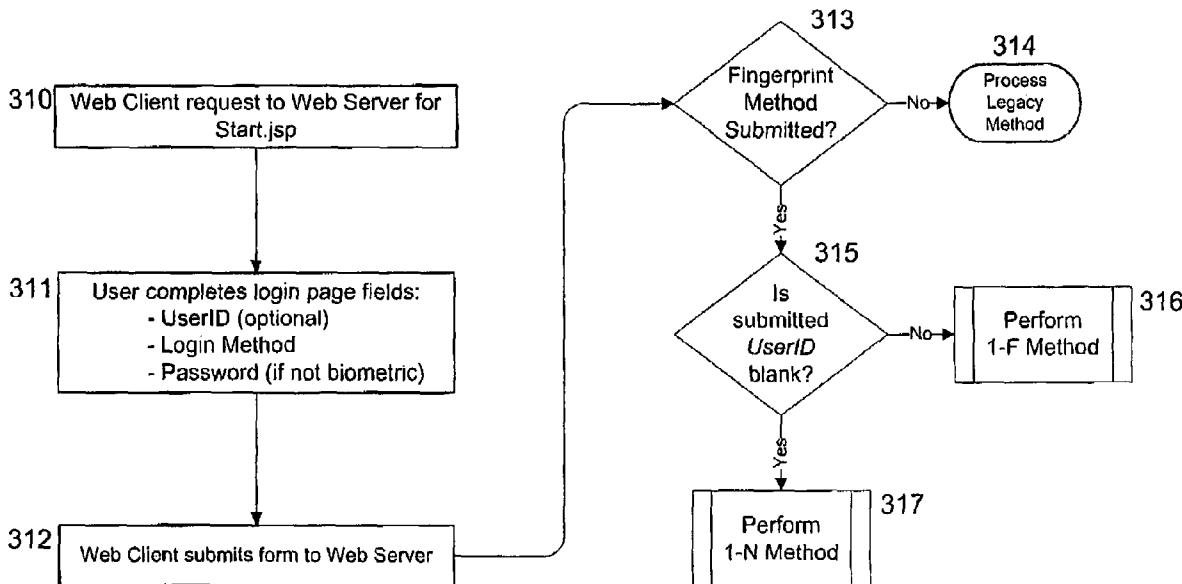 310
Web Client request to Web Server for
Start.jsp
311
User completes login page fields:
- UserID (optional)
- Login Method
- Password (if not biometric)
312
Web Client submits form to Web Server
313
Fingerprint
Method
Submitted?
No
314
Process
Legacy
Method
Yes
315
Is
submitted
UserID
blank?
No
316
Perform
1-F Method
Yes
317
Perform
1-N Method